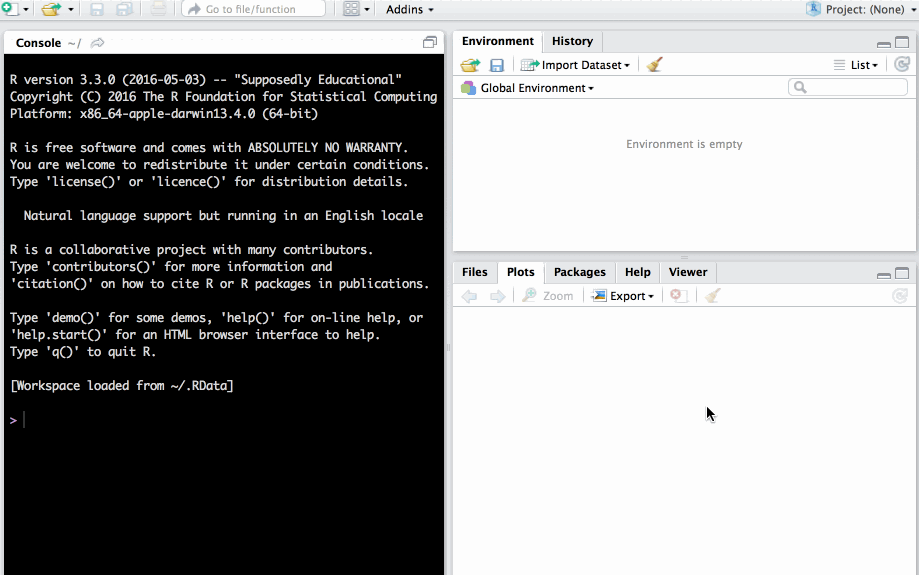 Go to file/function
Addins
Project: (None)
Console ~/
R version 3.3.0 (2016-05-03) -- "Supposedly Educational"
Copyright (C) 2016 The R Foundation for Statistical Computing
Platform: x86_64-apple-darwin13.4.0 (64-bit)
R is free software and comes with ABSOLUTELY NO WARRANTY.
You are welcome to redistribute it under certain conditions.
Type 'license()' or 'licence()' for distribution details.
Natural language support but running in an English locale
R is a collaborative project with many contributors.
Type 'contributors()' for more information and
'citation()' on how to cite R or R packages in publications.
Type 'demo()' for some demos, 'help()' for on-line help, or
'help.start()' for an HTML browser interface to help.
Type 'q()' to quit R.
[Workspace loaded from ~/.RData]
>
Environment History
Import Dataset List
Global Environment
Environment is empty
Files Plots Packages Help Viewer
Zoom Export